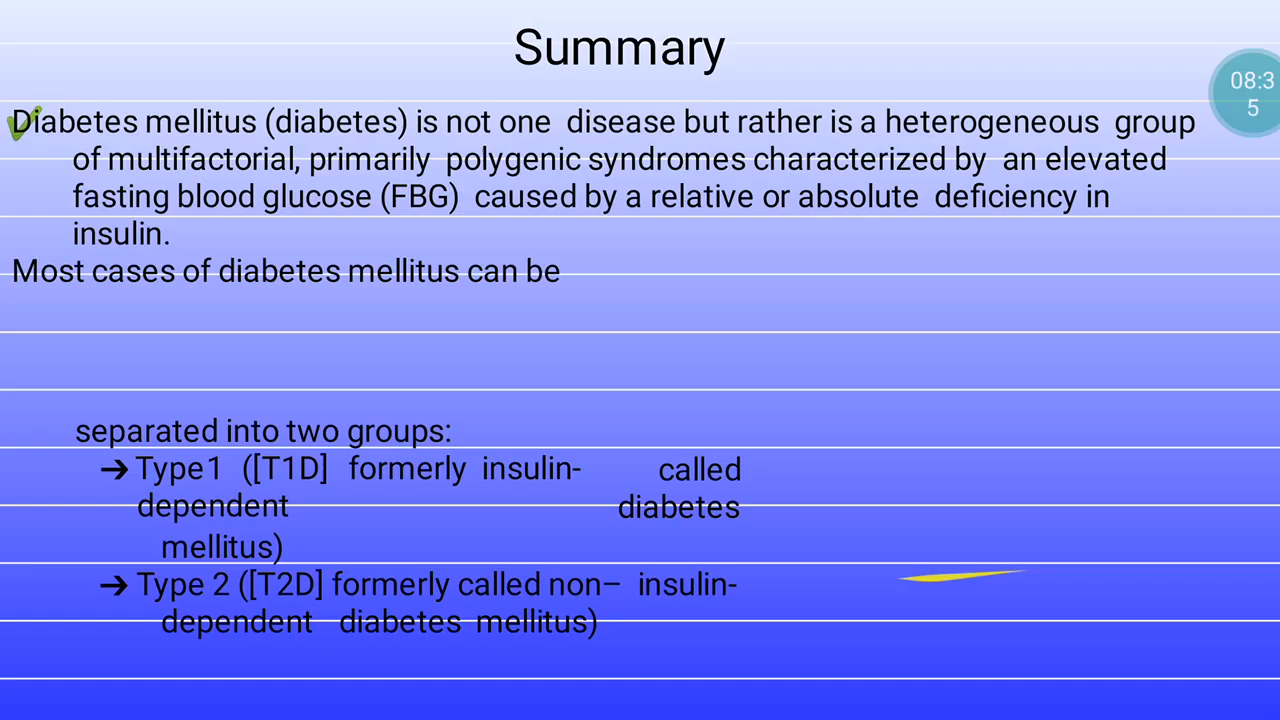 Summary
08:3
5
Diabetes mellitus (diabetes) is not one disease but rather is a heterogeneous group
of multifactorial, primarily polygenic syndromes characterized by an elevated
fasting blood glucose (FBG) caused by a relative or absolute deficiency in
insulin.
Most cases of diabetes mellitus can be
separated into two groups:
➔ Type1 ([T1D] formerly insulin- called
dependent diabetes
mellitus)
➔ Type 2 ([T2D] formerly called non– insulin-
dependent diabetes mellitus)